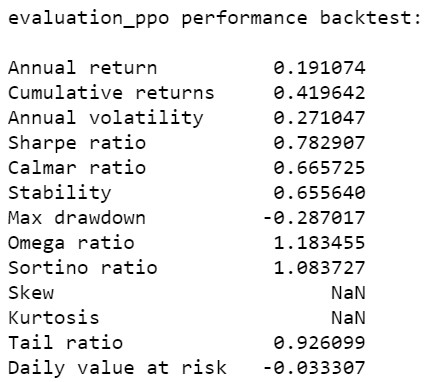 evaluation_ppo performance backtest:
Annual return 0.191074
Cumulative returns 0.419642
Annual volatility 0.271047
Sharpe ratio 0.782907
Calmar ratio 0.665725
Stability 0.655640
Max drawdown -0.287017
Omega ratio 1.183455
Sortino ratio 1.083727
Skew NaN
Kurtosis NaN
Tail ratio 0.926099
Daily value at risk -0.033307